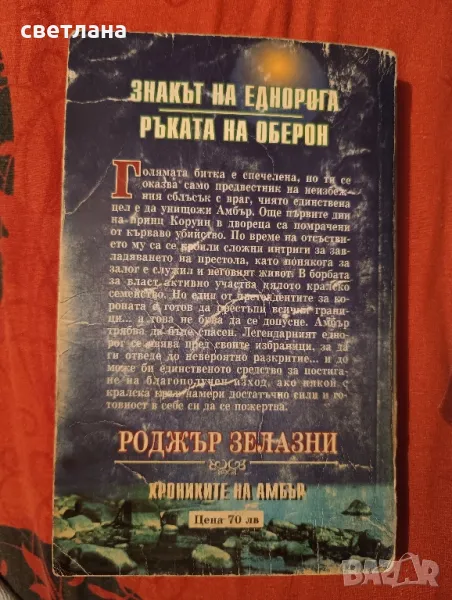 светлана
ЗНАКЪТ НА ЕДНОРОГА
РЪКАТА НА ОБЕРОН
Голямата битка е спечелена, но тя се
оказва само предвестник на неизбеж-
ния сблъсък с враг, чиято единствена
цел е да унищожи Амбър. Още първите дни
на принц Коруин в двореца са помрачени
от кърваво убийство. По време на отсъстви-
ето му са се кроили сложни интриги за зав-
ладяването на престола, като понякога за
залог е служил и неговият живот. В борбата
за власт активно участва цялото кралско
семейство. Но един от претендентите за ко-
роната е готов да престъпи всички грани-
ци... а това не бива да се допусне. Амбър
трябва да бъде спасен. Легендарният едно-
рог се явява пред своите избраници, за да
ги отведе до невероятно разкритие... и до
може би единственото средство за постига-
не на благополучен изход, ако някой с
кралска кръв намери достатъчно сили и го-
товност в себе си да се пожертва.
РОДЖЪР ЗЕЛАЗНИ
ХРОНИКИТЕ НА АМБЪР
Цена 70 лв
BAZAR